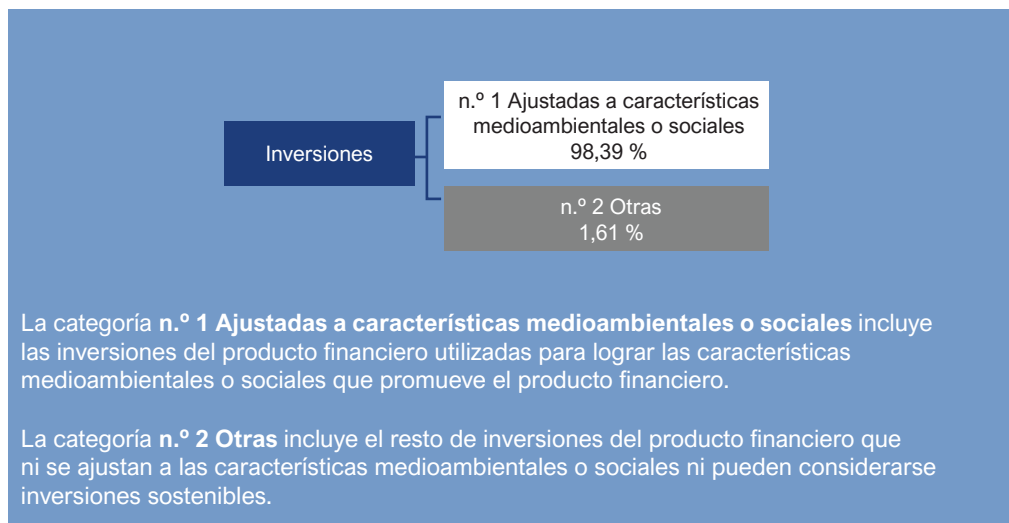 Inversiones
n.º 1 Ajustadas a características
medioambientales o sociales
98,39 %
n.º 2 Otras
1,61 %
La categoría n.º 1 Ajustadas a características medioambientales o sociales incluye
las inversiones del producto financiero utilizadas para lograr las características
medioambientales o sociales que promueve el producto financiero.
La categoría n.º 2 Otras incluye el resto de inversiones del producto financiero que
ni se ajustan a las características medioambientales o sociales ni pueden considerarse
inversiones sostenibles.